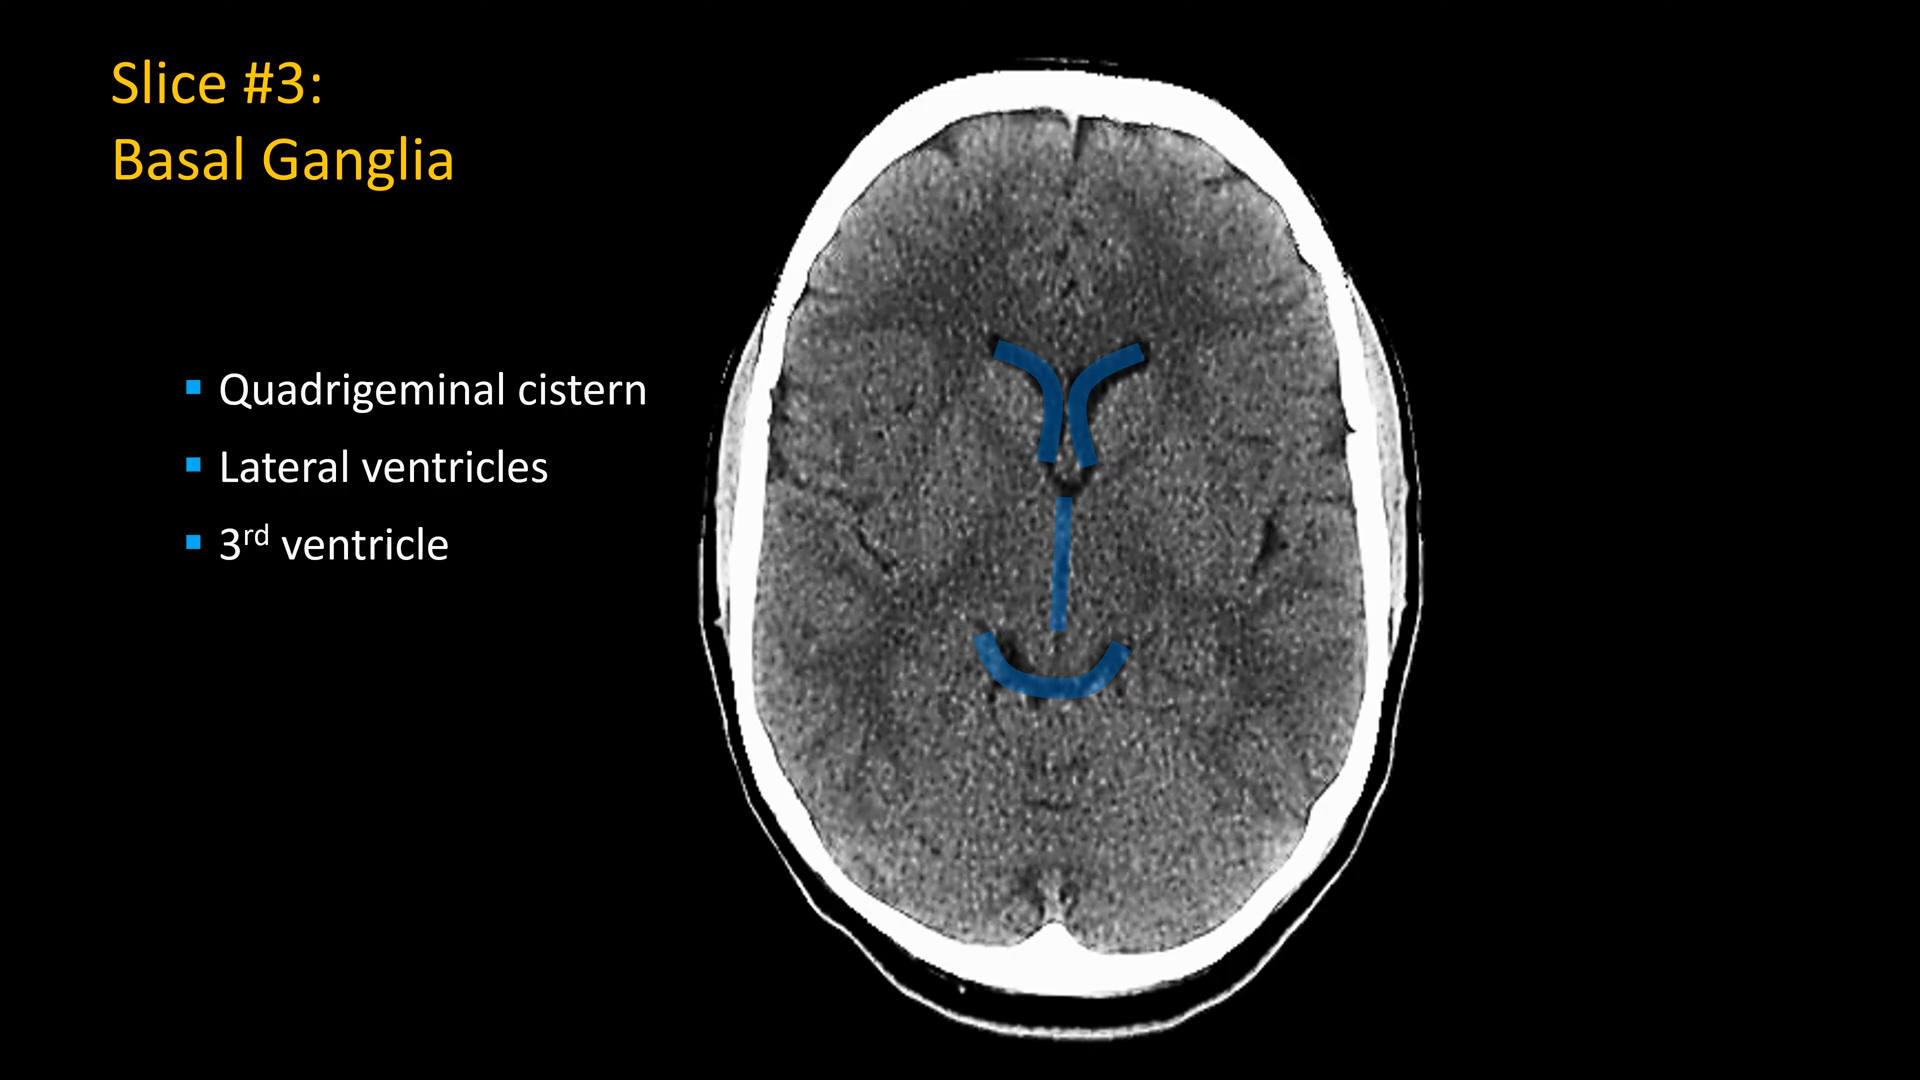 Slice #3:
Basal Ganglia
▪ Quadrigeminal cistern
▪ Lateral ventricles
▪ 3rd ventricle